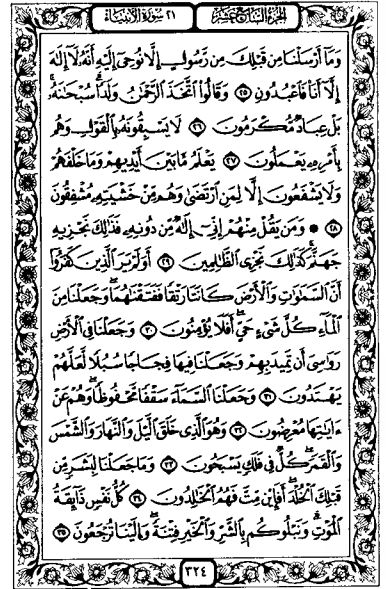 الجزء السابع عشر
٢١ سورة الأنبياء
وَمَآ أَرْسَلْنَا مِن قَبْلِكَ مِن رَّسُولٍ إِلَّا نُوحِىٓ إِلَيْهِ أَنَّهُۥ لَآ إِلَٰهَ
إِلَّآ أَنَا۠ فَٱعْبُدُونِ ٢٥ وَقَالُوا۟ ٱتَّخَذَ ٱلرَّحْمَٰنُ وَلَدًا ۗ سُبْحَٰنَهُۥ ۚ
بَلْ عِبَادٌ مُّكْرَمُونَ ٢٦ لَا يَسْبِقُونَهُۥ بِٱلْقَوْلِ وَهُم
بِأَمْرِهِۦ يَعْمَلُونَ ٢٧ يَعْلَمُ مَا بَيْنَ أَيْدِيهِمْ وَمَا خَلْفَهُمْ
وَلَا يَشْفَعُونَ إِلَّا لِمَنِ ٱرْتَضَىٰ وَهُم مِّنْ خَشْيَتِهِۦ مُشْفِقُونَ
٢٨ ۞ وَمَن يَقُلْ مِنْهُمْ إِنِّىٓ إِلَٰهٌ مِّن دُونِهِۦ فَذَٰلِكَ نَجْزِيهِ
جَهَنَّمَ ۚ كَذَٰلِكَ نَجْزِى ٱلظَّٰلِمِينَ ٢٩ أَوَلَمْ يَرَ ٱلَّذِينَ كَفَرُوٓا۟
أَنَّ ٱلسَّمَٰوَٰتِ وَٱلْأَرْضَ كَانَتَا رَتْقًا فَفَتَقْنَٰهُمَا ۖ وَجَعَلْنَا مِنَ
ٱلْمَآءِ كُلَّ شَىْءٍ حَىٍّ ۖ أَفَلَا يُؤْمِنُونَ ٣٠ وَجَعَلْنَا فِى ٱلْأَرْضِ
رَوَٰسِىَ أَن تَمِيدَ بِهِمْ وَجَعَلْنَا فِيهَا فِجَاجًا سُبُلًا لَّعَلَّهُمْ
يَهْتَدُونَ ٣١ وَجَعَلْنَا ٱلسَّمَآءَ سَقْفًا مَّحْفُوظًا ۖ وَهُمْ عَنْ
ءَايَٰتِهَا مُعْرِضُونَ ٣٢ وَهُوَ ٱلَّذِى خَلَقَ ٱلَّيْلَ وَٱلنَّهَارَ وَٱلشَّمْسَ
وَٱلْقَمَرَ ۖ كُلٌّ فِى فَلَكٍ يَسْبَحُونَ ٣٣ وَمَا جَعَلْنَا لِبَشَرٍ مِّن
قَبْلِكَ ٱلْخُلْدَ ۖ أَفَإِي۟ن مِّتَّ فَهُمُ ٱلْخَٰلِدُونَ ٣٤ كُلُّ نَفْسٍ ذَآئِقَةُ
ٱلْمَوْتِ ۗ وَنَبْلُوكُم بِٱلشَّرِّ وَٱلْخَيْرِ فِتْنَةً ۖ وَإِلَيْنَا تُرْجَعُونَ ٣٥
٣٢٤